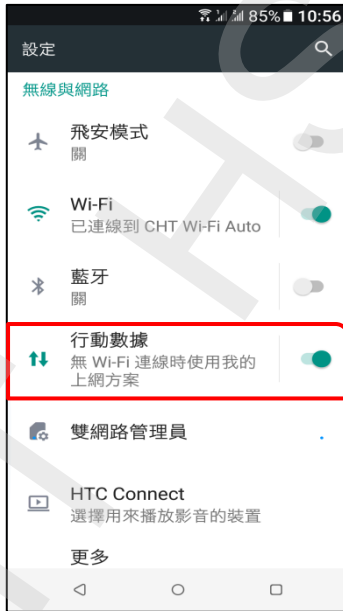 85% 10:56
設定
無線與網路
飛安模式
關
Wi-Fi
已連線到 CHT Wi-Fi Auto
藍牙
關
行動數據
無 Wi-Fi 連線時使用我的
上網方案
雙網路管理員
HTC Connect
選擇用來播放影音的裝置
更多